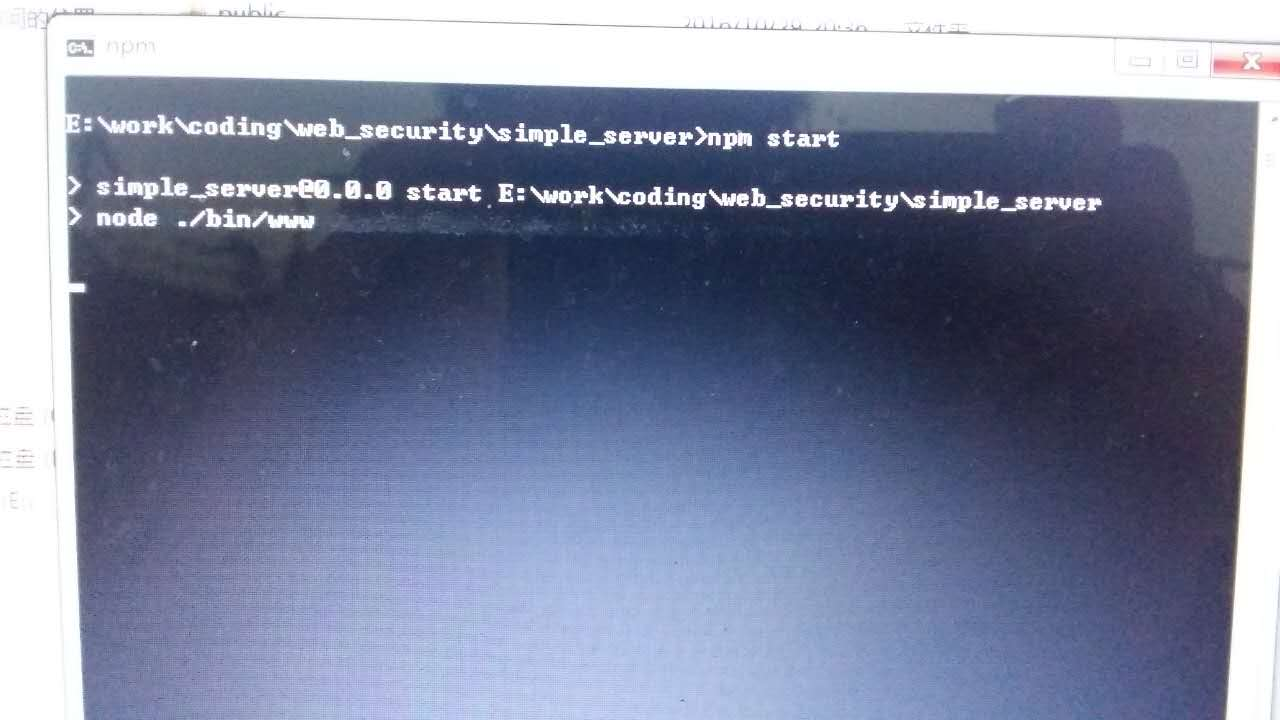 public
npm
E:\work\coding\web_security\simple_server>npm start
> simple_server@0.0.0 start E:\work\coding\web_security\simple_server
> node ./bin/www